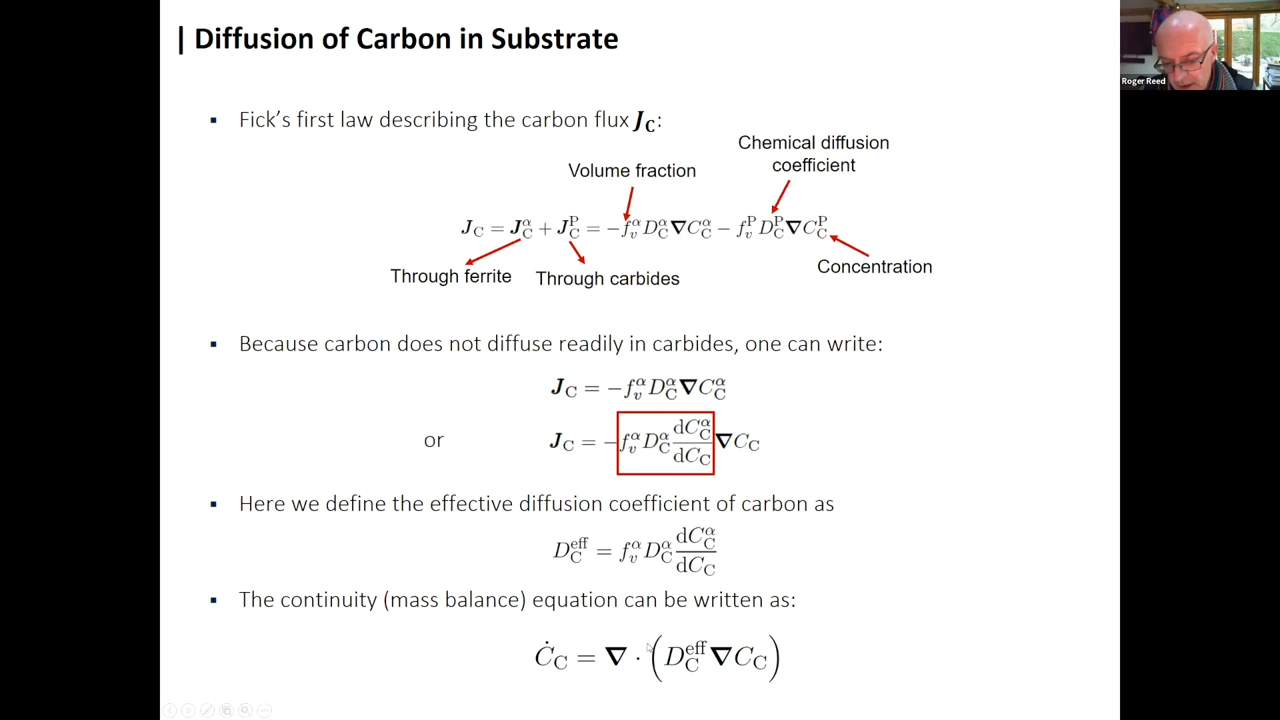 | Diffusion of Carbon in Substrate
Roger Reed
▪ Fick’s first law describing the carbon flux J_C:
Chemical diffusion
coefficient
Volume fraction
J_C = J_C^α + J_C^P = −f_v^α D_C^α ∇C_C^α − f_v^P D_C^P ∇C_C^P
Through ferrite
Through carbides
Concentration
▪ Because carbon does not diffuse readily in carbides, one can write:
J_C = −f_v^α D_C^α ∇C_C^α
or J_C = −f_v^α D_C^α dC_C^α/dC_C ∇C_C
▪ Here we define the effective diffusion coefficient of carbon as
D_C^eff = f_v^α D_C^α dC_C^α/dC_C
▪ The continuity (mass balance) equation can be written as:
Ċ_C = ∇ · (D_C^eff ∇C_C)